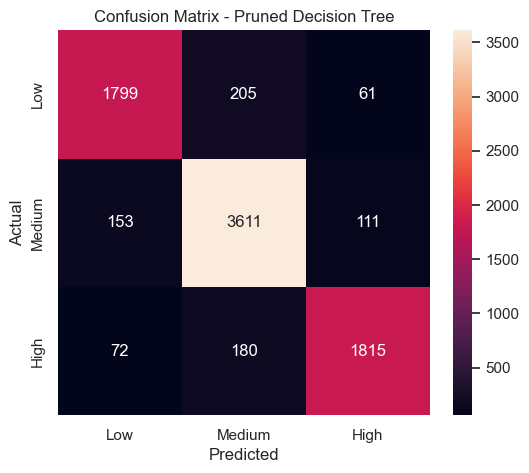 Confusion Matrix - Pruned Decision Tree
Low
1799 205 61
Medium
153 3611 111
High
72 180 1815
Actual
Low Medium High
Predicted
3500
3000
2500
2000
1500
1000
500